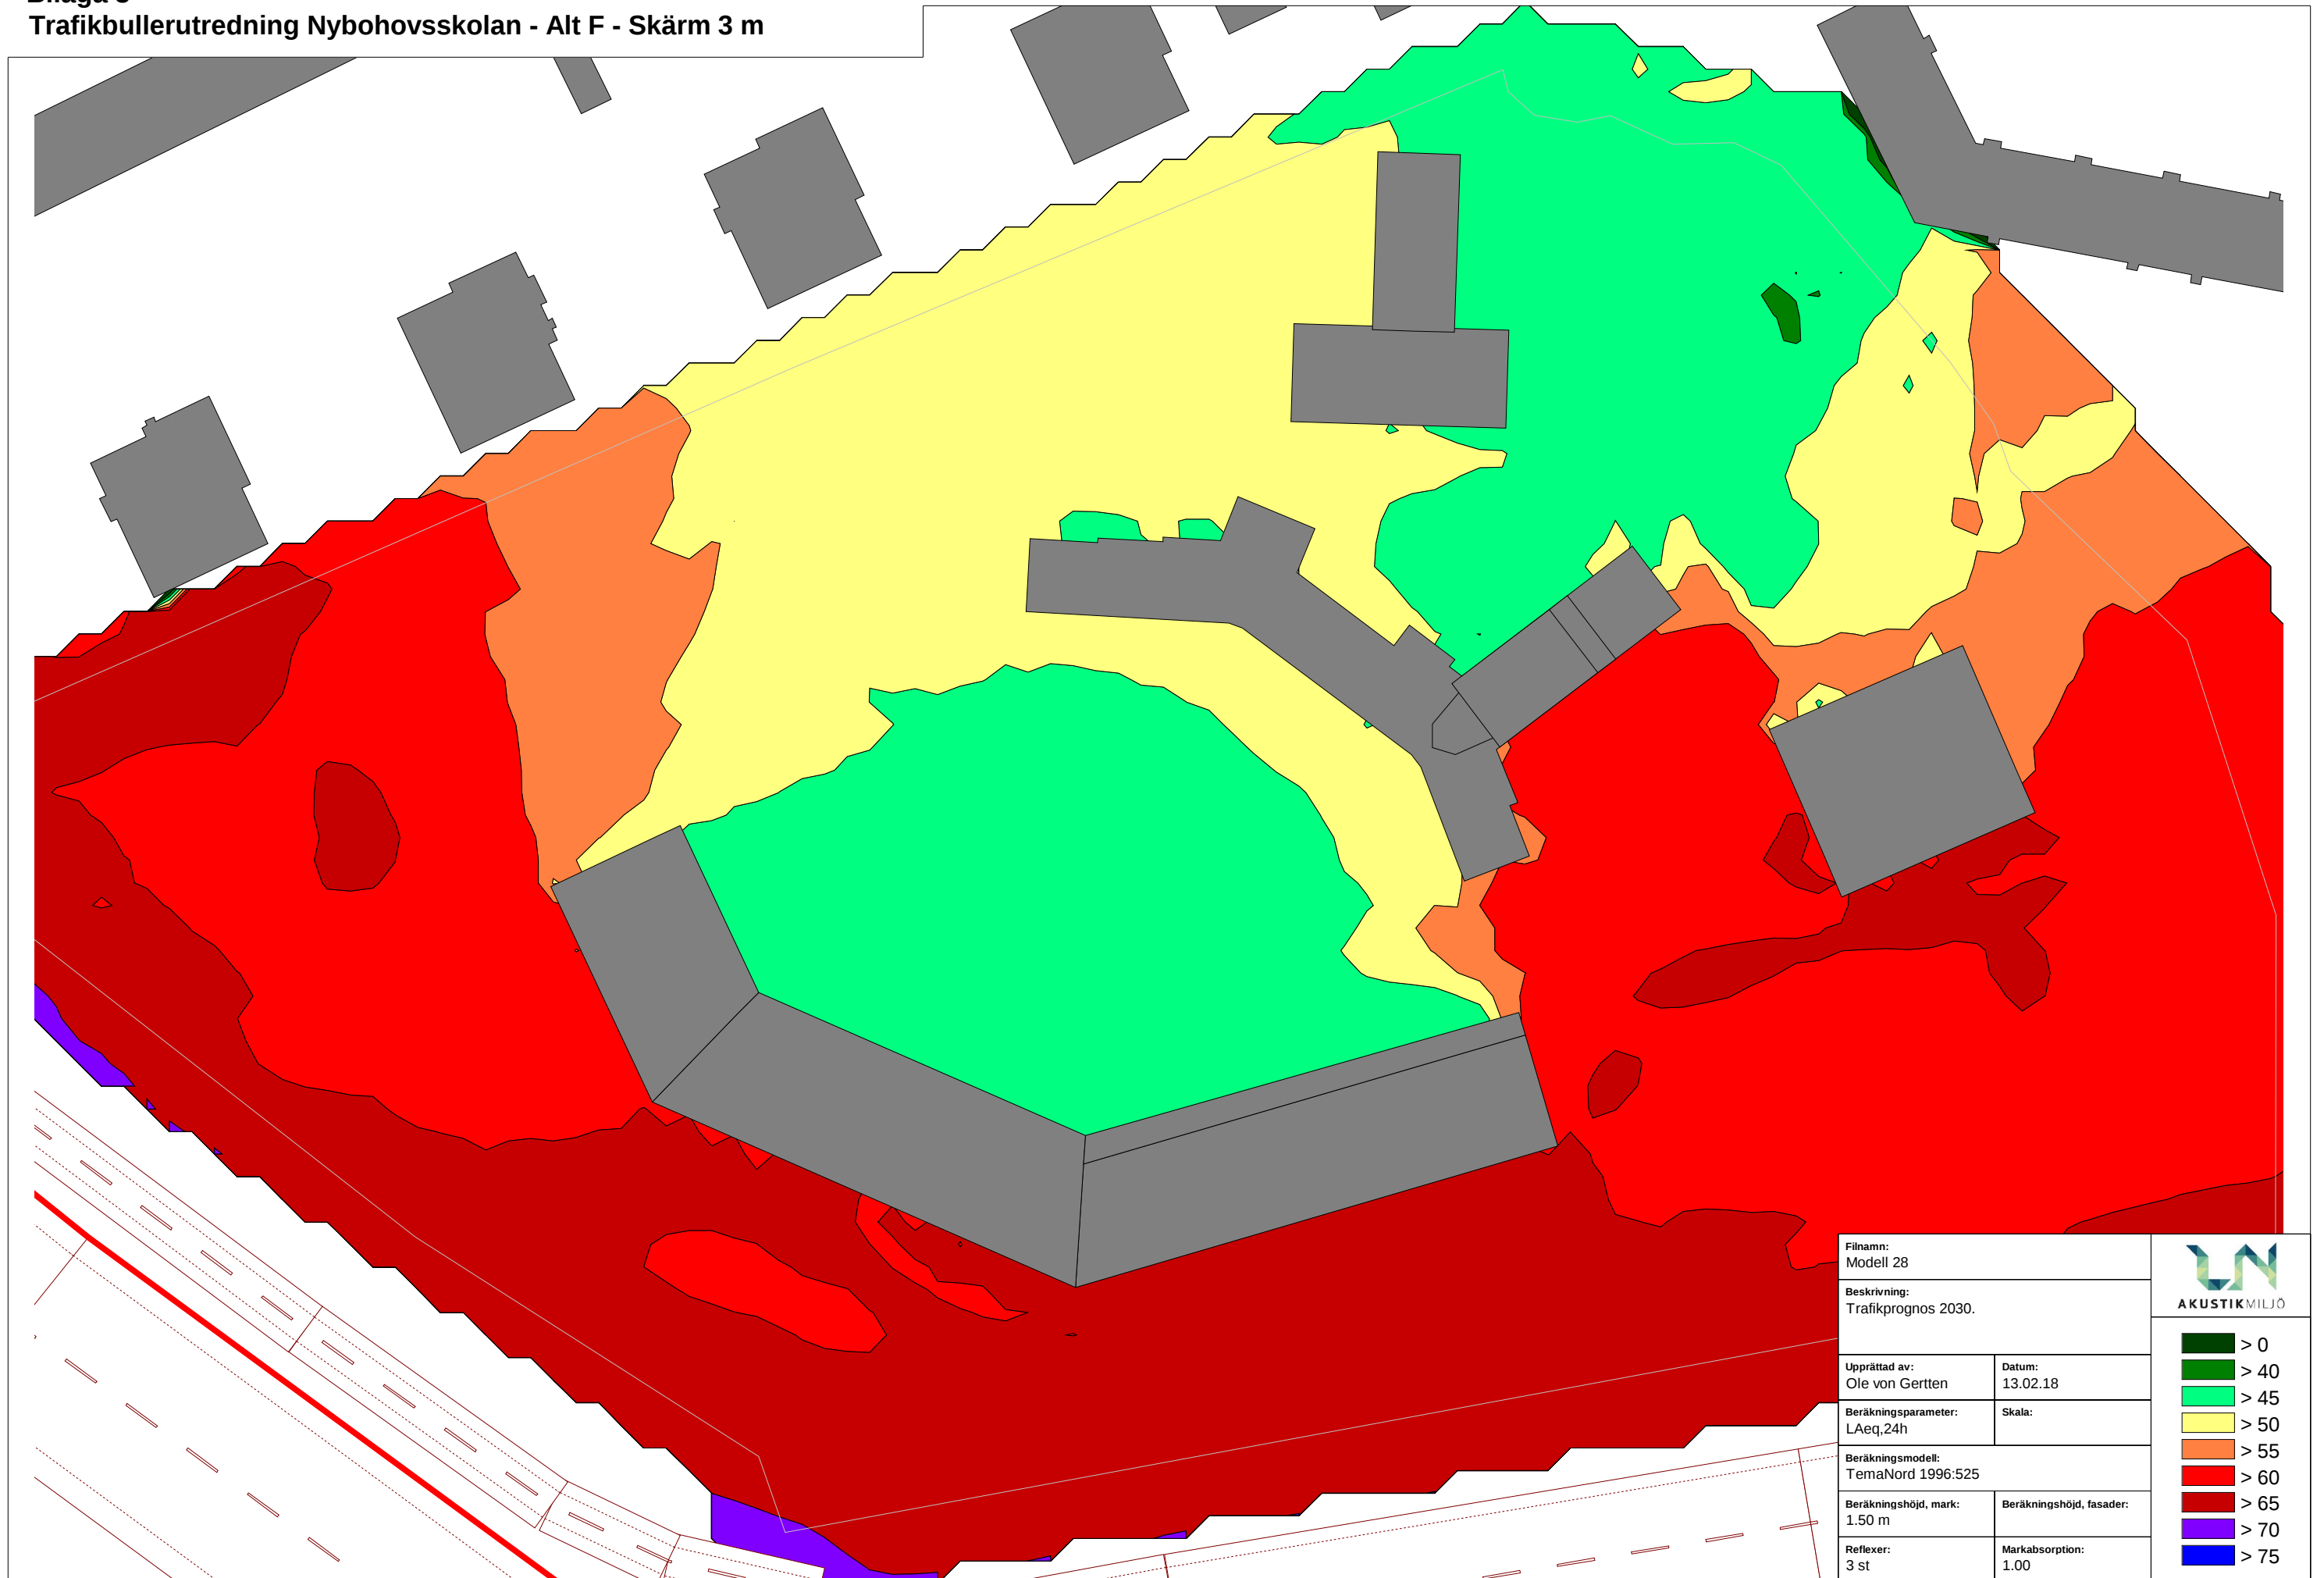 Trafikbullerutredning Nybohovsskolan - Alt F - Skärm 3 m
Filnamn:
Modell 28
Beskrivning:
Trafikprognos 2030.
Upprättad av:
Ole von Gertten
Datum:
13.02.18
Beräkningsparameter:
LAeq,24h
Skala:
Beräkningsmodell:
TemaNord 1996:525
Beräkningshöjd, mark:
1.50 m
Beräkningshöjd, fasader:
Reflexer:
3 st
Markabsorption:
1.00
AKUSTIKMILJÖ
> 0
> 40
> 45
> 50
> 55
> 60
> 65
> 70
> 75